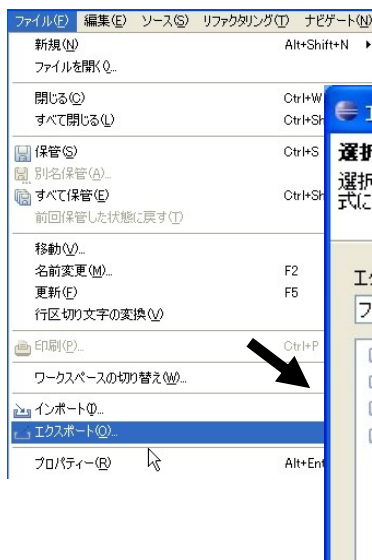 ファイル(F) 編集(E) ソース(S) リファクタリング(T) ナビゲート(N)
新規(N) Alt+Shift+N
ファイルを開く(.)...
閉じる(C) Ctrl+W
すべて閉じる(L) Ctrl+Sh
保管(S) Ctrl+S
別名保管(A)...
すべて保管(E) Ctrl+Sh
前回保管した状態に戻す(T)
移動(V)...
名前変更(M)... F2
更新(F) F5
行区切り文字の変換(V)
印刷(P)... Ctrl+P
ワークスペースの切り替え(W)...
インポート(I)...
エクスポート(O)...
プロパティー(R) Alt+Ent
選択
式に